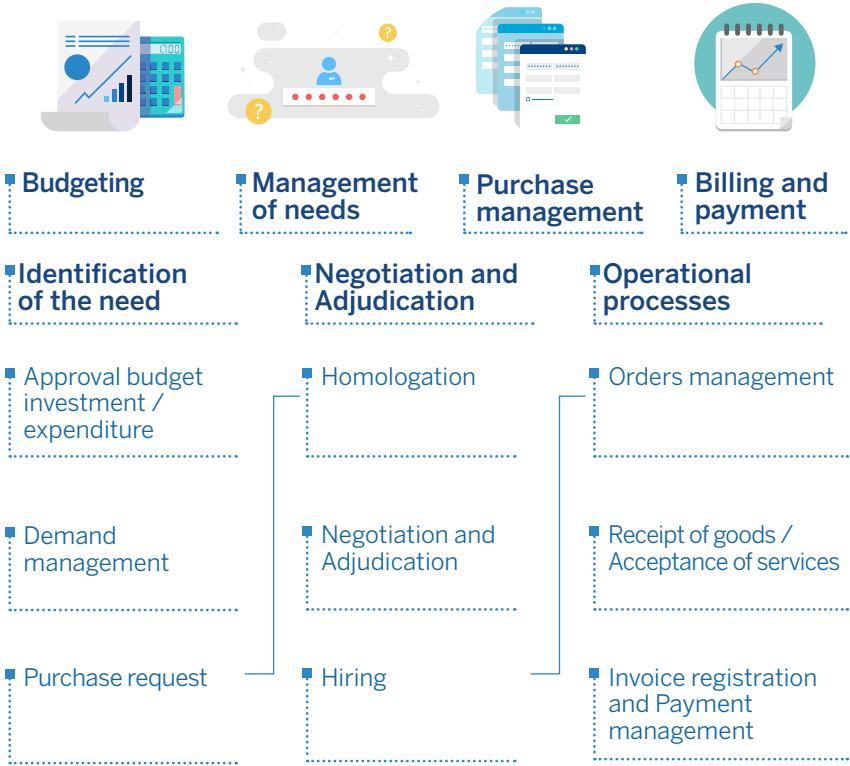 1700
?
?
Budgeting
Management
of needs
Purchase
management
Billing and
payment
Identification
of the need
Negotiation and
Adjudication
Operational
processes
Approval budget
investment /
expenditure
Homologation
Orders management
Demand
management
Negotiation and
Adjudication
Receipt of goods /
Acceptance of services
Purchase request
Hiring
Invoice registration
and Payment
management